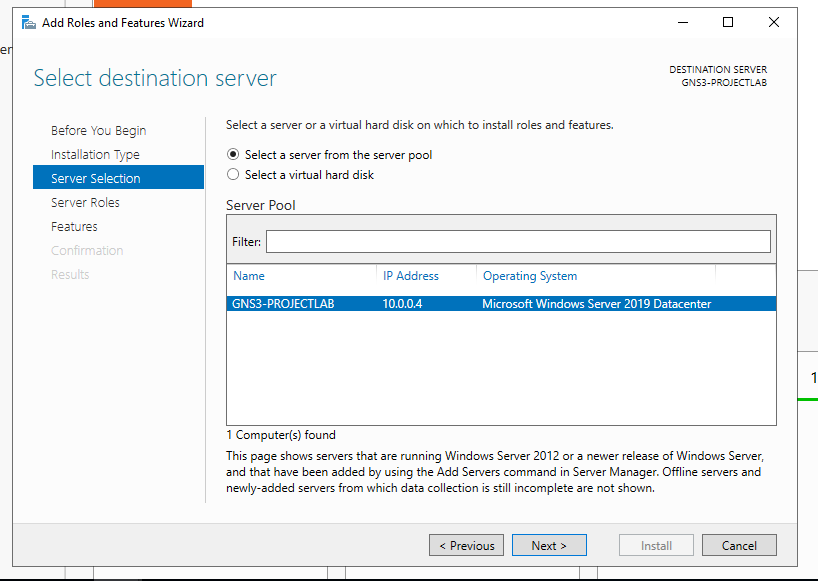 Add Roles and Features Wizard
Select destination server
DESTINATION SERVER
GNS3-PROJECTLAB
Before You Begin
Installation Type
Server Selection
Server Roles
Features
Confirmation
Results
Select a server or a virtual hard disk on which to install roles and features.
Select a server from the server pool
Select a virtual hard disk
Server Pool
Filter:
Name IP Address Operating System
GNS3-PROJECTLAB 10.0.0.4 Microsoft Windows Server 2019 Datacenter
1 Computer(s) found
This page shows servers that are running Windows Server 2012 or a newer release of Windows Server,
and that have been added by using the Add Servers command in Server Manager. Offline servers and
newly-added servers from which data collection is still incomplete are not shown.
< Previous Next > Install Cancel
er
1